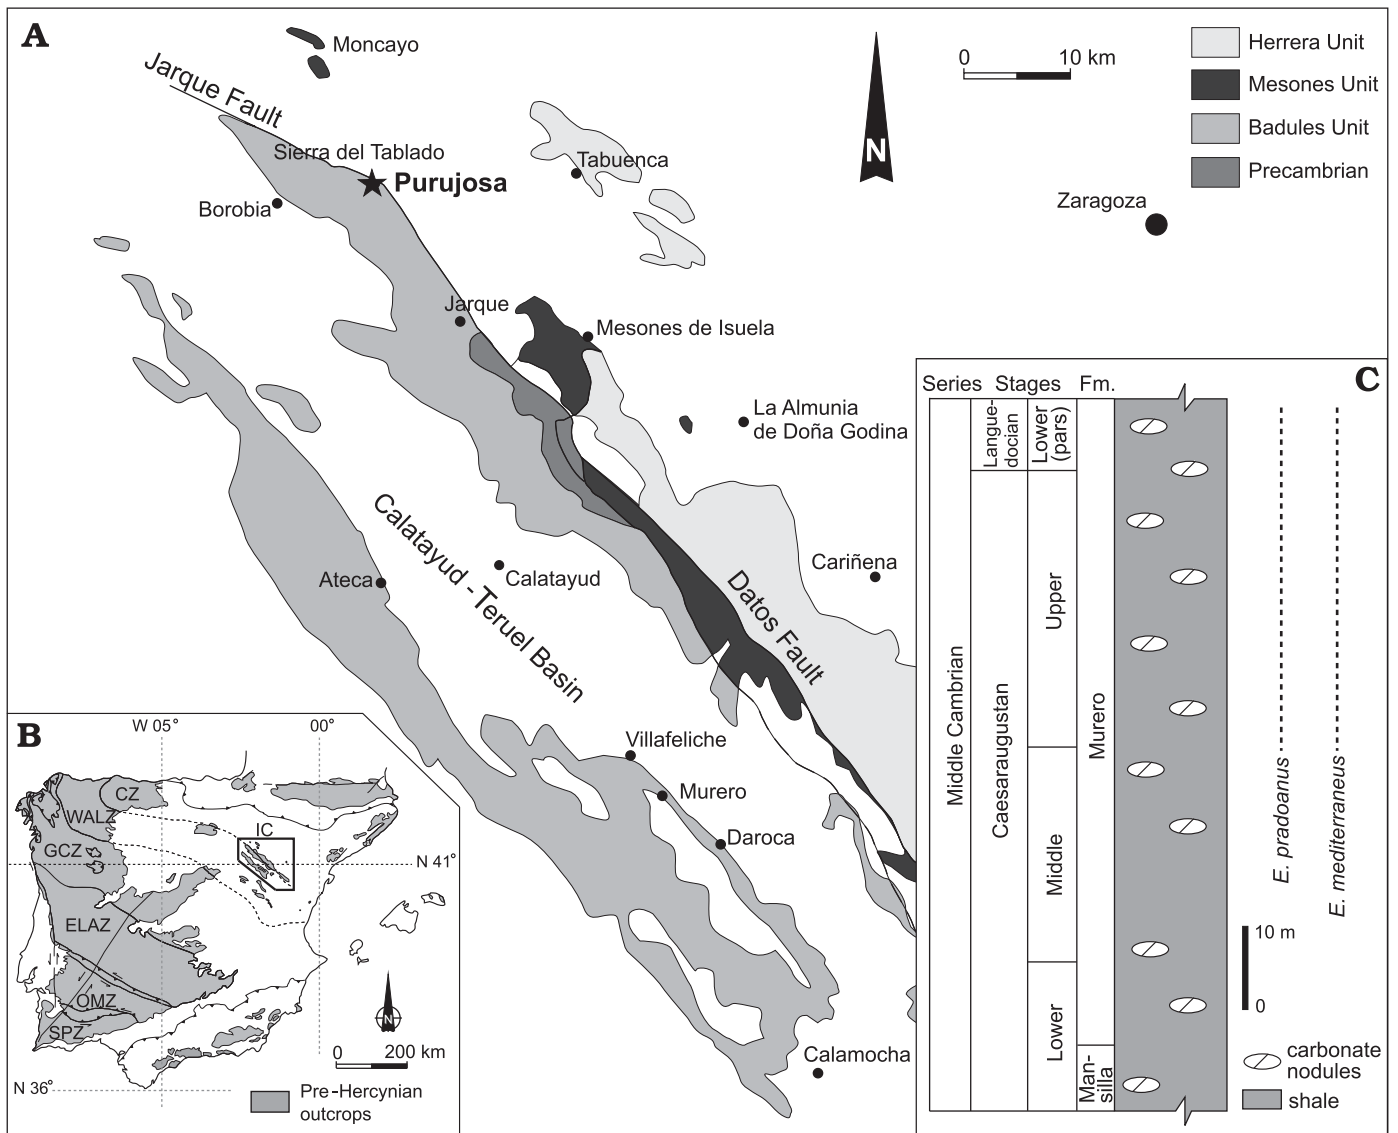 A
Moncayo
Jarque Fault
Sierra del Tablado
Purujosa
Borobia
Tabuenca
N
0 10 km
Herrera Unit
Mesones Unit
Badules Unit
Precambrian
Zaragoza
Jarque
Mesones de Isuela
La Almunia
de Doña Godina
Calatayud - Teruel Basin
Calatayud
Ateca
Cariñena
Datos Fault
Villafeliche
Murero
Daroca
Calamocha
B
W 05° 00°
CZ
WALZ
IC
GCZ
N 41°
ELAZ
OMZ
SPZ
N
0 200 km
N 36°
Pre-Hercynian
outcrops
C
Series Stages Fm.
Middle Cambrian
Langue-
docian
Lower
(pars)
Caesaraugustan
Upper
Middle
Lower
Murero
Man-
silla
E. pradoanus
E. mediterraneus
10 m
0
carbonate
nodules
shale